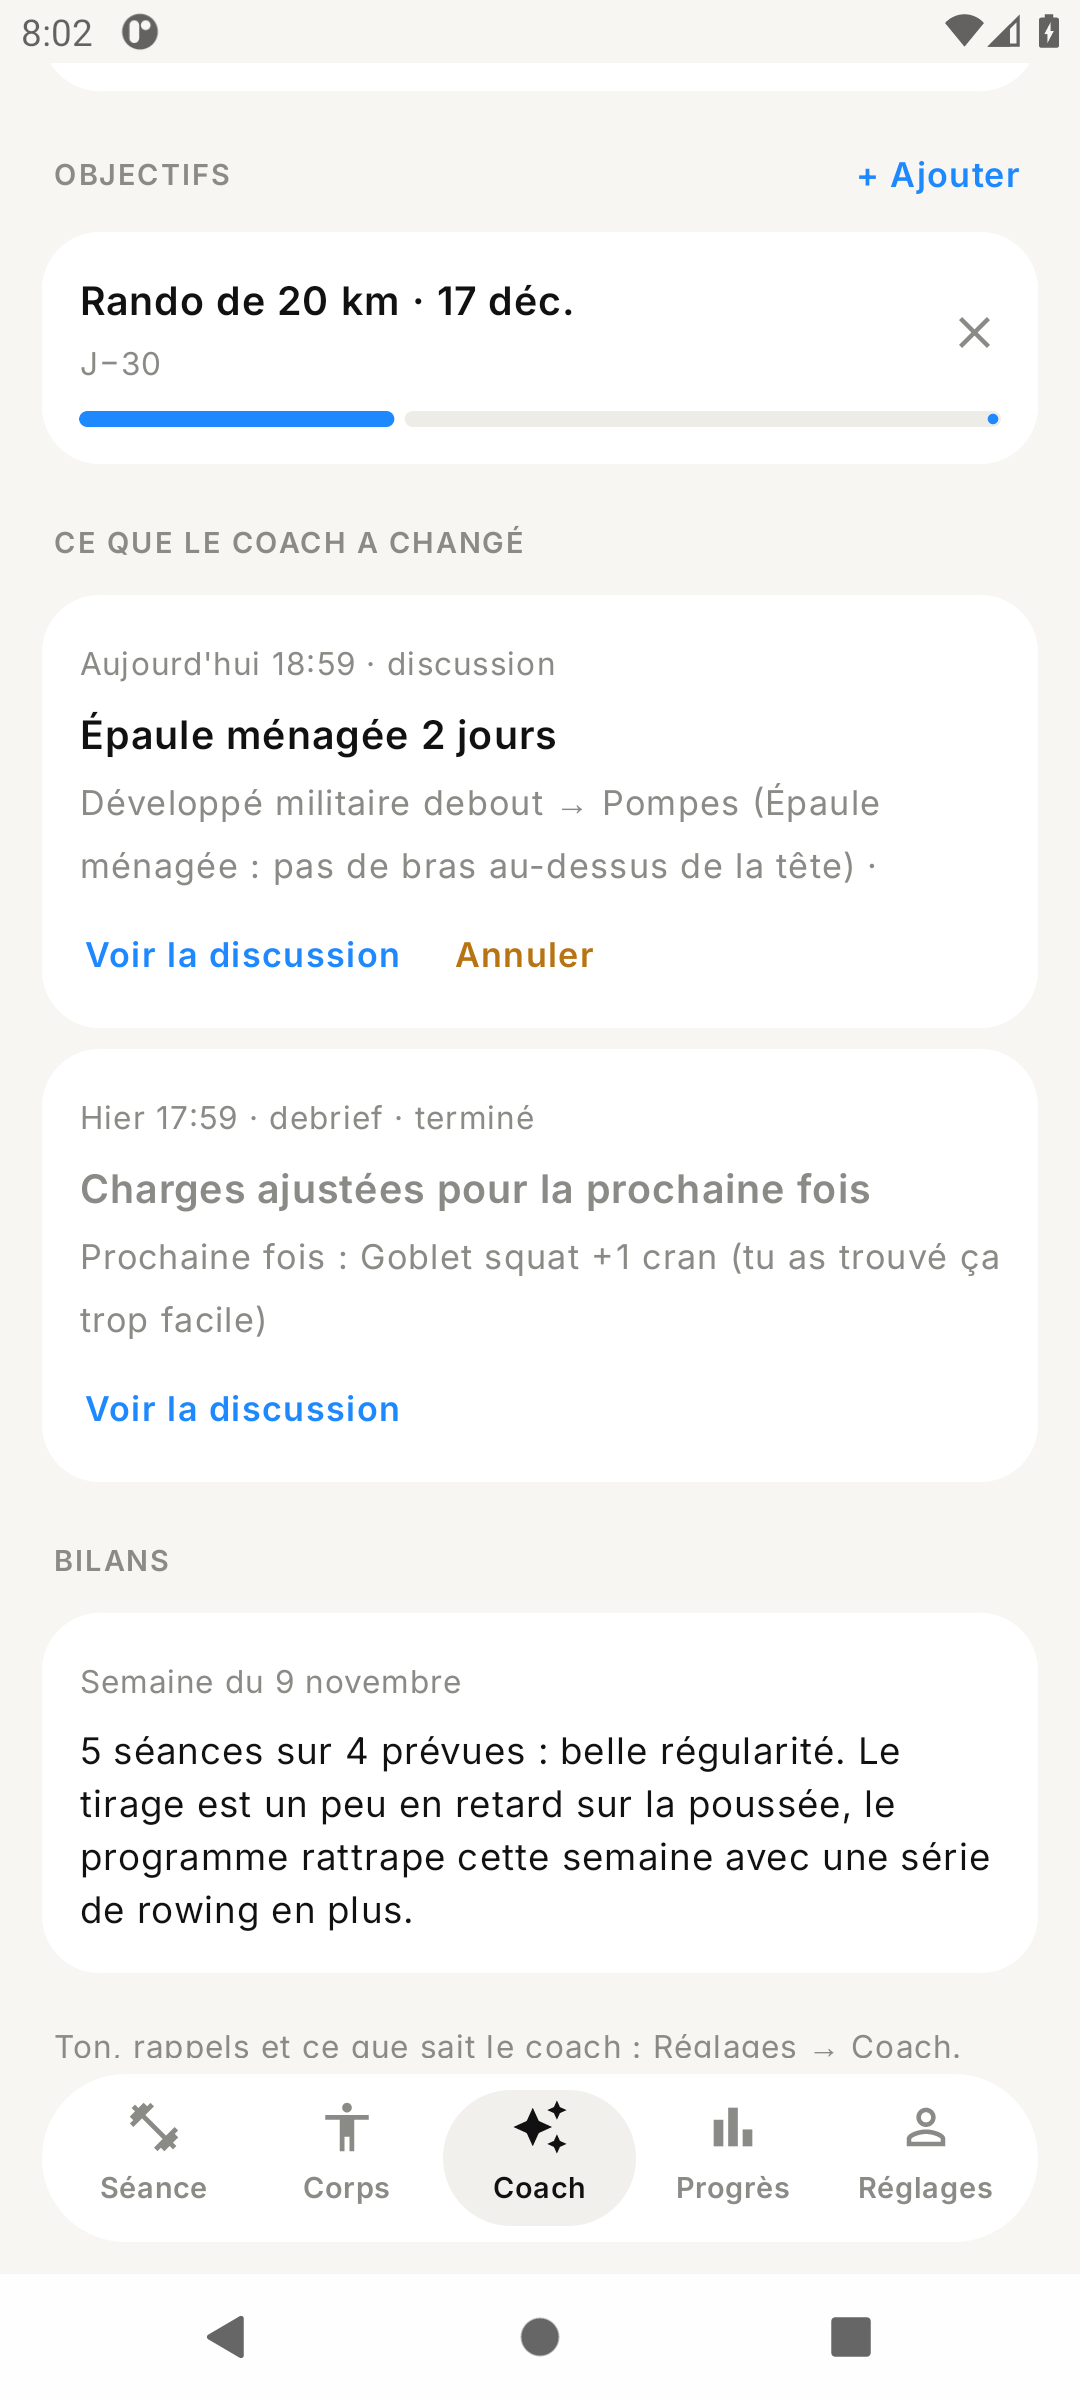 8:02
OBJECTIFS
+ Ajouter
Rando de 20 km · 17 déc.
J−30
CE QUE LE COACH A CHANGÉ
Aujourd'hui 18:59 · discussion
Épaule ménagée 2 jours
Développé militaire debout → Pompes (Épaule
ménagée : pas de bras au-dessus de la tête) ·
Voir la discussion
Annuler
Hier 17:59 · debrief · terminé
Charges ajustées pour la prochaine fois
Prochaine fois : Goblet squat +1 cran (tu as trouvé ça
trop facile)
Voir la discussion
BILANS
Semaine du 9 novembre
5 séances sur 4 prévues : belle régularité. Le
tirage est un peu en retard sur la poussée, le
programme rattrape cette semaine avec une série
de rowing en plus.
Ton, rappels et ce que sait le coach : Réglages → Coach.
Séance
Corps
Coach
Progrès
Réglages